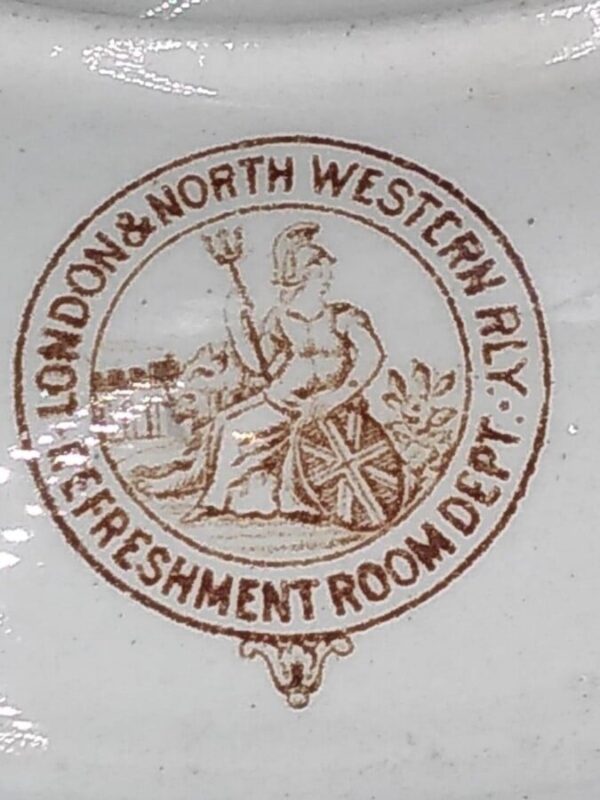 LONDON & NORTH WESTERN RLY.
REFRESHMENT ROOM DEPT.